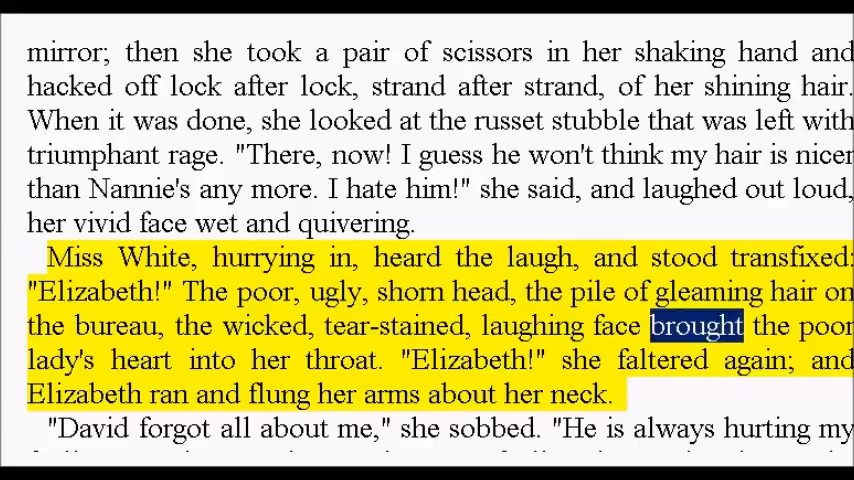 mirror; then she took a pair of scissors in her shaking hand and
hacked off lock after lock, strand after strand, of her shining hair.
When it was done, she looked at the russet stubble that was left with
triumphant rage. "There, now! I guess he won't think my hair is nicer
than Nannie's any more. I hate him!" she said, and laughed out loud,
her vivid face wet and quivering.
Miss White, hurrying in, heard the laugh, and stood transfixed:
"Elizabeth!" The poor, ugly, shorn head, the pile of gleaming hair on
the bureau, the wicked, tear-stained, laughing face brought the poor
lady's heart into her throat. "Elizabeth!" she faltered again; and
Elizabeth ran and flung her arms about her neck.
"David forgot all about me," she sobbed. "He is always hurting my